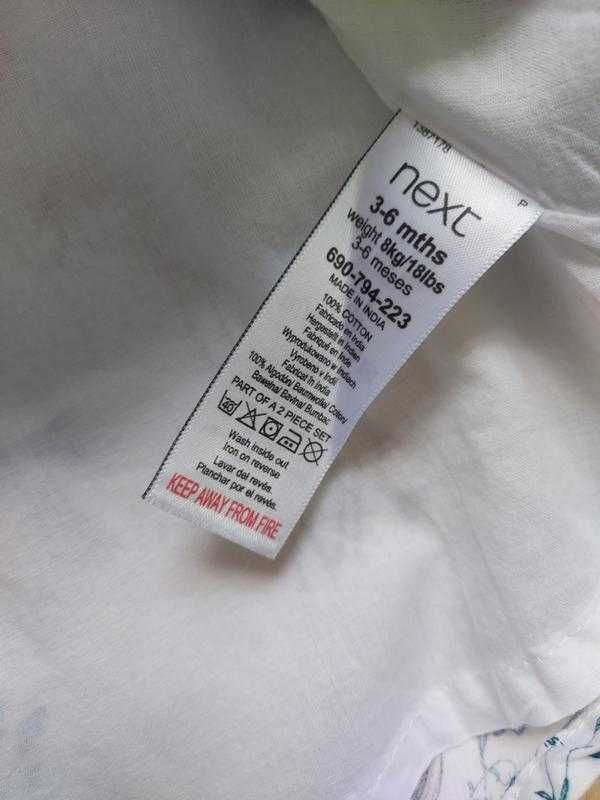 1387178
P
next
3-6 mths
weight 8kg/18lbs
3-6 meses
690-794-223
MADE IN INDIA
100% COTTON
Fabricado en India
Hergestellt in Indien
Fabriqué en Inde
Wyprodukowano w Indiach
Vyrobeno v Indii
Fabricat în India
100% Algodón/ Baumwolle/ Coton/
Bawełna/ Bavlna/ Bumbac
PART OF A 2 PIECE SET
40
Wash inside out
Iron on reverse
Lavar del revés.
Planchar por el revés.
KEEP AWAY FROM FIRE